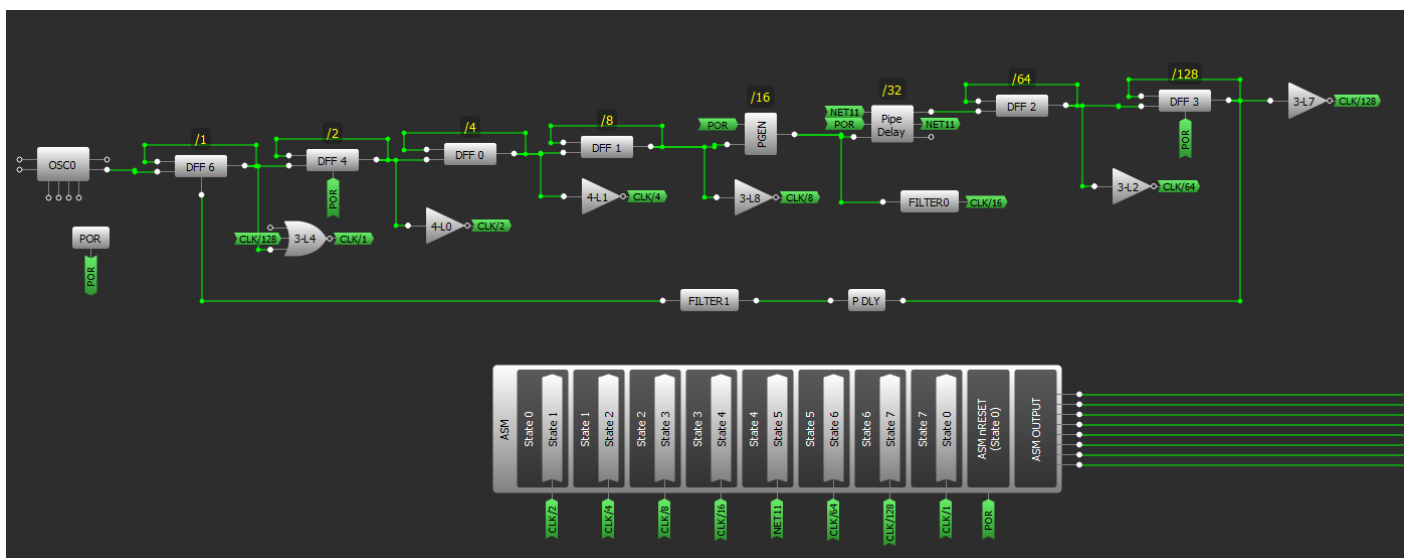 /1
/2
/4
/8
/16
/32
/64
/128
OSC0
DFF 6
DFF 4
DFF 0
DFF 1
POR
PGEN
NET11
POR
Pipe
Delay
NET11
DFF 2
DFF 3
3-L7
CLK/128
POR
POR
POR
POR
CLK/128
3-L4
CLK/1
4-L0
CLK/2
4-L1
CLK/4
3-L8
CLK/8
FILTER0
CLK/16
3-L2
CLK/64
FILTER1
P DLY
ASM
State 0
State 1
State 1
State 2
State 2
State 3
State 3
State 4
State 4
State 5
State 5
State 6
State 6
State 7
State 7
State 0
ASM nRESET
(State 0)
ASM OUTPUT
CLK/2
CLK/4
CLK/8
CLK/16
NET11
CLK/64
CLK/128
CLK/1
POR